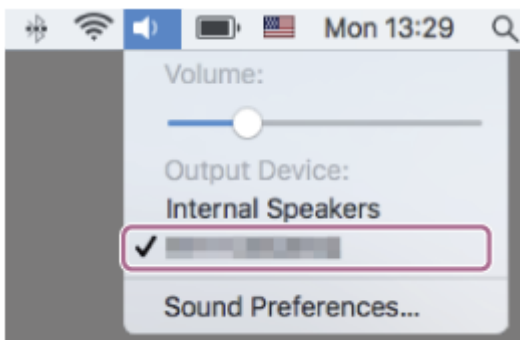 Mon 13:29
Volume:
Output Device:
Internal Speakers
Sound Preferences...